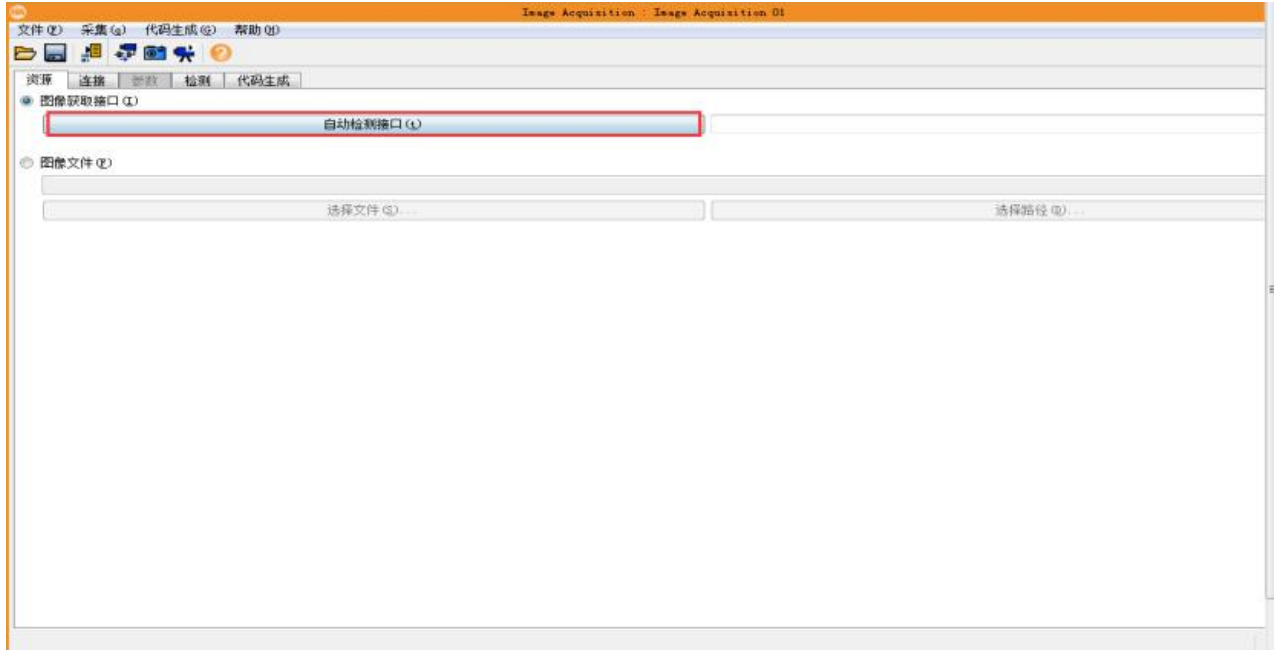 Image Acquisition : Image Acquisition 01
文件(F) 采集(a) 代码生成(G) 帮助(H)
资源 连接 参数 检测 代码生成
图像获取接口(I)
自动检测接口(t)
图像文件(F)
选择文件(S)... 选择路径(D)...